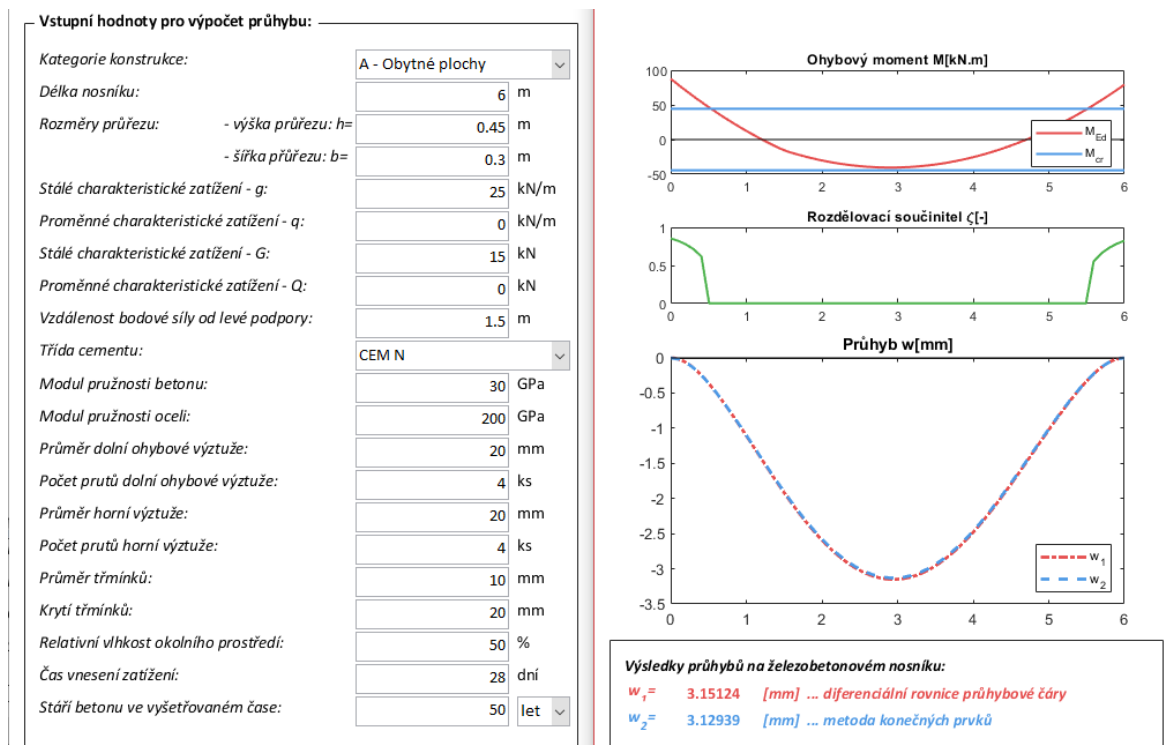 Vstupní hodnoty pro výpočet průhybu:
Kategorie konstrukce: A - Obytné plochy
Délka nosníku: 6 m
Rozměry průřezu: - výška průřezu: h= 0.45 m
- šířka přůřezu: b= 0.3 m
Stálé charakteristické zatížení - g: 25 kN/m
Proměnné charakteristické zatížení - q: 0 kN/m
Stálé charakteristické zatížení - G: 15 kN
Proměnné charakteristické zatížení - Q: 0 kN
Vzdálenost bodové síly od levé podpory: 1.5 m
Třída cementu: CEM N
Modul pružnosti betonu: 30 GPa
Modul pružnosti oceli: 200 GPa
Průměr dolní ohybové výztuže: 20 mm
Počet prutů dolní ohybové výztuže: 4 ks
Průměr horní výztuže: 20 mm
Počet prutů horní výztuže: 4 ks
Průměr třmínků: 10 mm
Krytí třmínků: 20 mm
Relativní vlhkost okolního prostředí: 50 %
Čas vnesení zatížení: 28 dní
Stáří betonu ve vyšetřovaném čase: 50 let
Ohybový moment M[kN.m]
100
50
0
-50
0 1 2 3 4 5 6
M_Ed
M_cr
Rozdělovací součinitel ζ[-]
1
0.5
0
0 1 2 3 4 5 6
Průhyb w[mm]
0
-0.5
-1
-1.5
-2
-2.5
-3
-3.5
0 1 2 3 4 5 6
w_1
w_2
Výsledky průhybů na železobetonovém nosníku:
w_1= 3.15124 [mm] ... diferenciální rovnice průhybové čáry
w_2= 3.12939 [mm] ... metoda konečných prvků